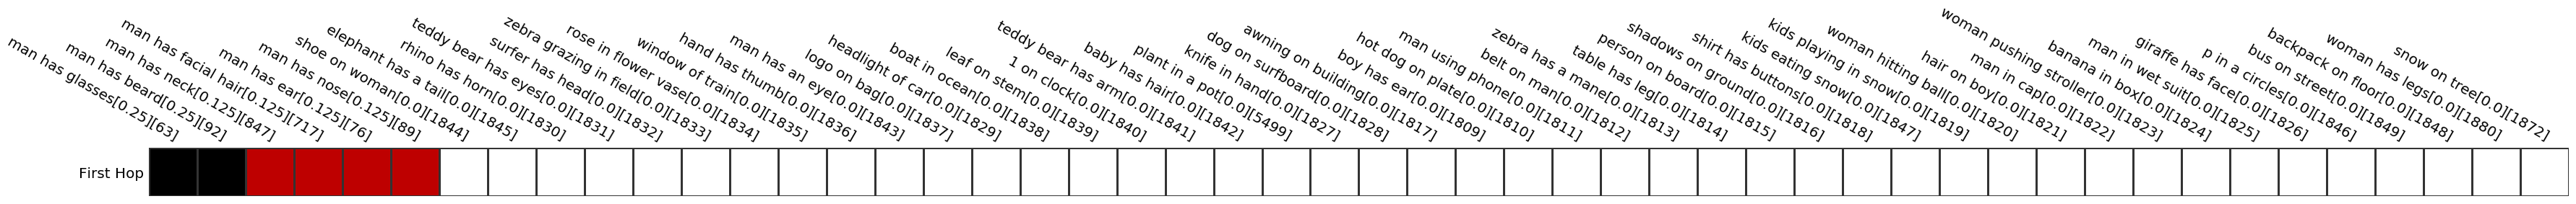 man has glasses[0.25][63]
man has beard[0.25][92]
man has neck[0.125][847]
man has facial hair[0.125][717]
man has ear[0.125][76]
man has nose[0.125][89]
shoe on woman[0.0][1844]
elephant has a tail[0.0][1845]
rhino has horn[0.0][1830]
teddy bear has eyes[0.0][1831]
surfer has head[0.0][1832]
zebra grazing in field[0.0][1833]
rose in flower vase[0.0][1834]
window of train[0.0][1835]
hand has thumb[0.0][1836]
man has an eye[0.0][1843]
logo on bag[0.0][1837]
headlight of car[0.0][1829]
boat in ocean[0.0][1838]
leaf on stem[0.0][1839]
1 on clock[0.0][1840]
teddy bear has arm[0.0][1841]
baby has hair[0.0][1842]
plant in a pot[0.0][5499]
knife in hand[0.0][1827]
dog on surfboard[0.0][1828]
awning on building[0.0][1817]
boy has ear[0.0][1809]
hot dog on plate[0.0][1810]
man using phone[0.0][1811]
belt on man[0.0][1812]
zebra has a mane[0.0][1813]
table has leg[0.0][1814]
person on board[0.0][1815]
shadows on ground[0.0][1816]
shirt has buttons[0.0][1818]
kids eating snow[0.0][1847]
kids playing in snow[0.0][1819]
woman hitting ball[0.0][1820]
hair on boy[0.0][1821]
man in cap[0.0][1822]
woman pushing stroller[0.0][1823]
banana in box[0.0][1824]
man in wet suit[0.0][1825]
giraffe has face[0.0][1826]
p in a circles[0.0][1846]
bus on street[0.0][1849]
backpack on floor[0.0][1848]
woman has legs[0.0][1880]
snow on tree[0.0][1872]
First Hop